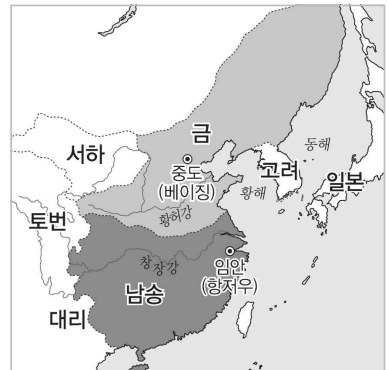 금
서하
중도
(베이징)
고려
동해
일본
황해
황허강
토번
창장강
임안
(항저우)
남송
대리